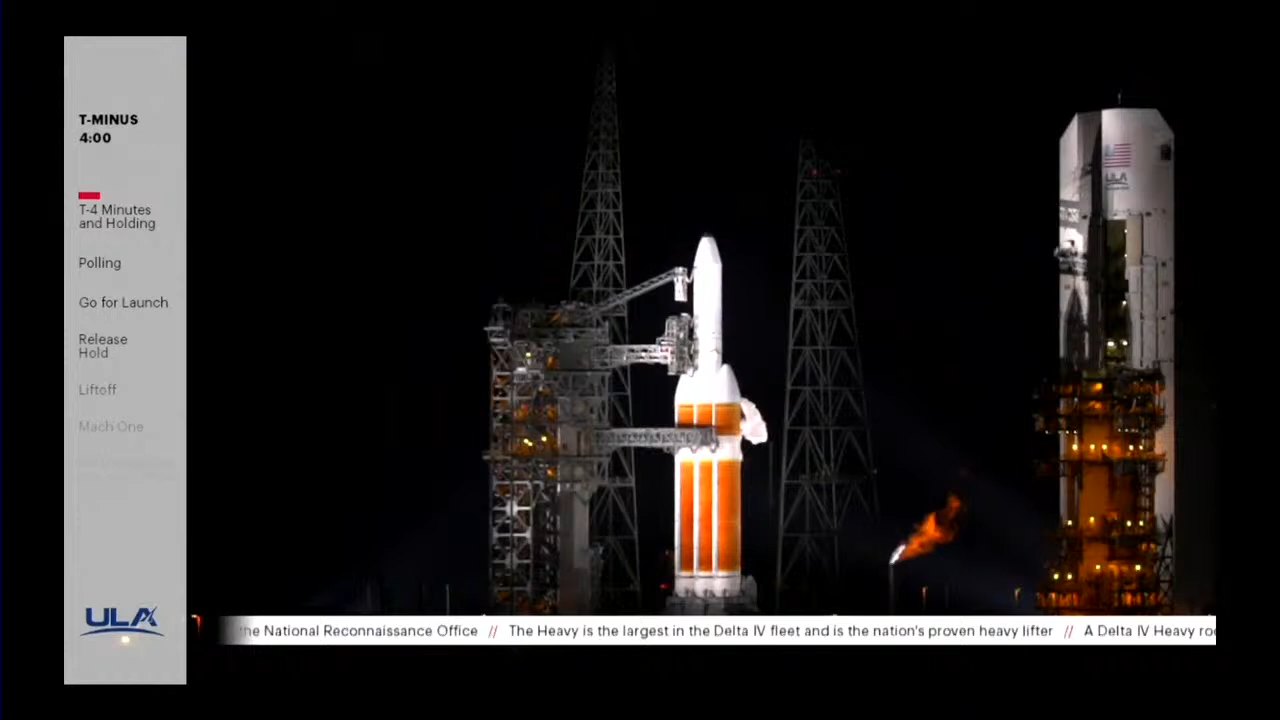 T-MINUS
4:00
T-4 Minutes
and Holding
Polling
Go for Launch
Release
Hold
Liftoff
Mach One
ULA
ULA
he National Reconnaissance Office // The Heavy is the largest in the Delta IV fleet and is the nation's proven heavy lifter // A Delta IV Heavy ro